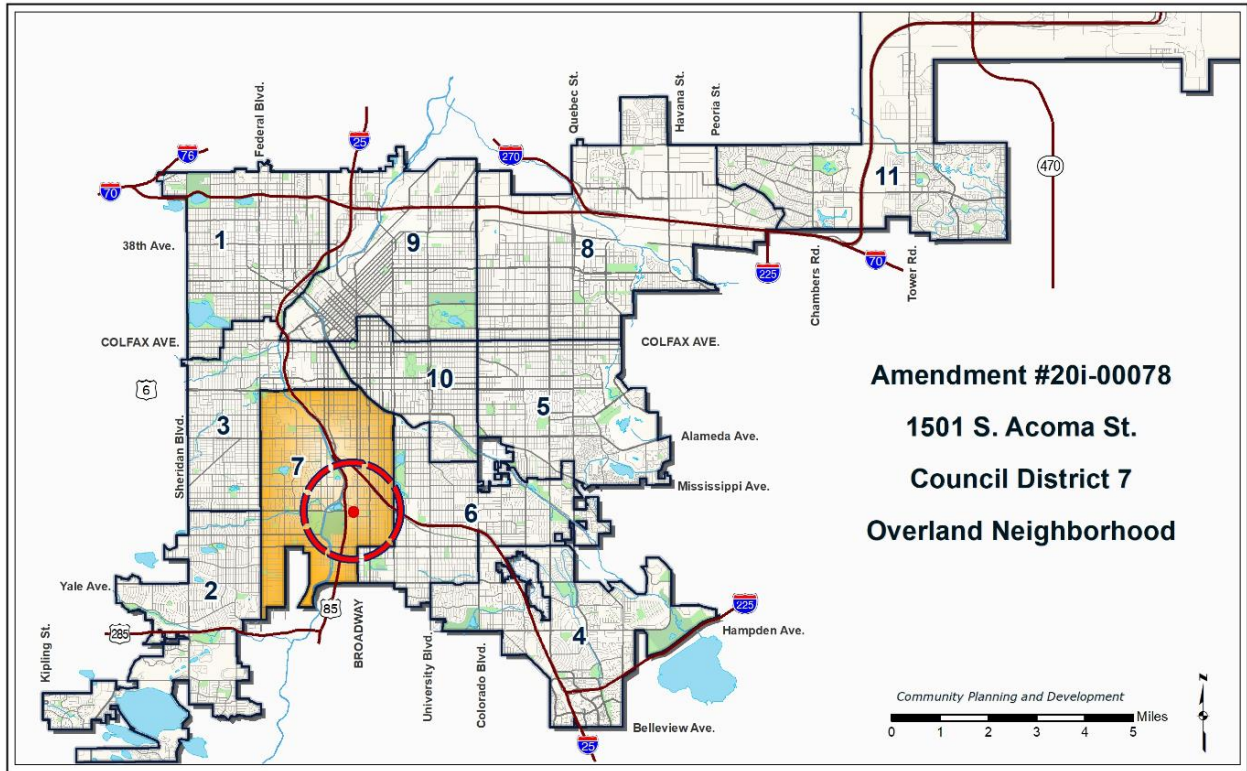 Federal Blvd.
Quebec St.
Havana St.
Peoria St.
76
25
270
70
11
470
1
9
8
38th Ave.
225
70
Chambers Rd.
Tower Rd.
COLFAX AVE.
COLFAX AVE.
6
10
3
5
Sheridan Blvd.
Alameda Ave.
7
Mississippi Ave.
6
Yale Ave.
2
85
285
BROADWAY
University Blvd.
Colorado Blvd.
4
225
Hampden Ave.
Kipling St.
25
Belleview Ave.
Amendment #20i-00078
1501 S. Acoma St.
Council District 7
Overland Neighborhood
Community Planning and Development
Miles
0 1 2 3 4 5
N